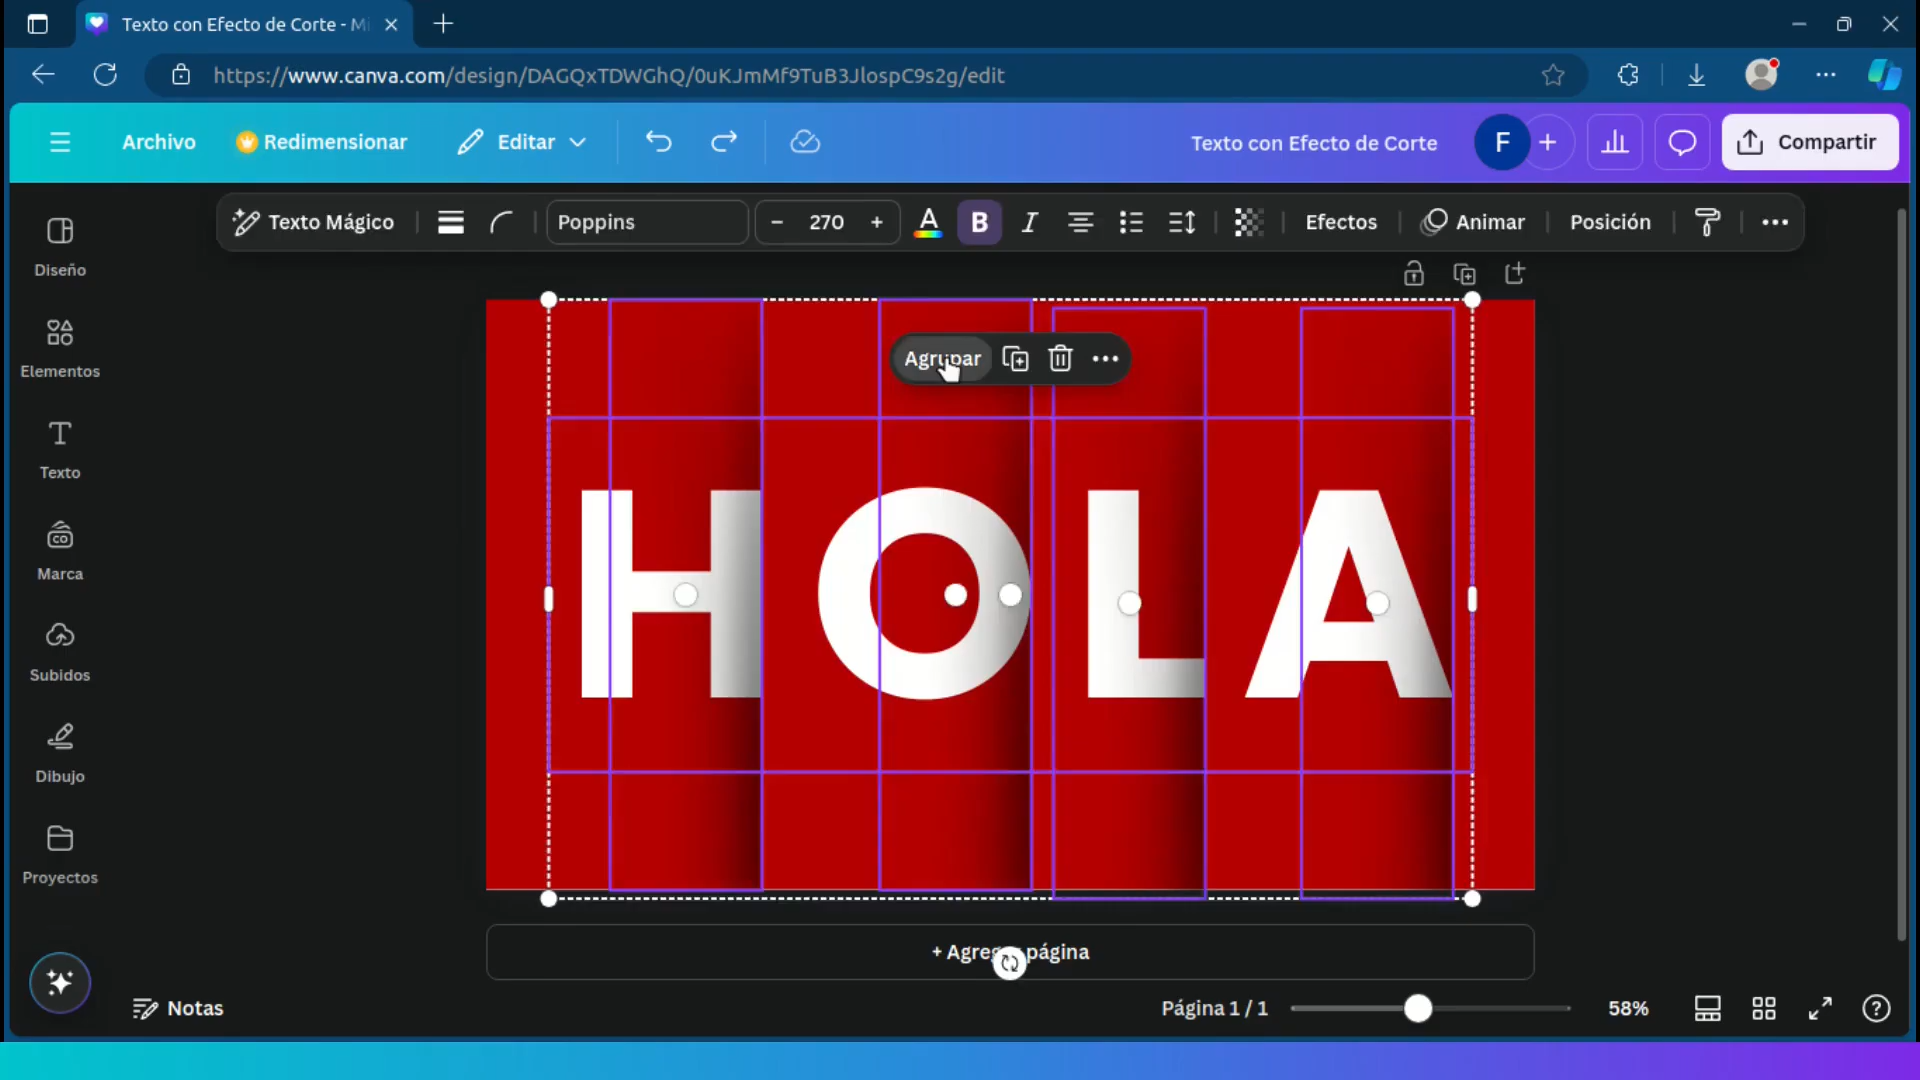 Texto con Efecto de Corte - Mi
https://www.canva.com/design/DAGQxTDWGhQ/0uKJmMf9TuB3JlospC9s2g/edit
Archivo
Redimensionar
Editar
Texto con Efecto de Corte
F
Compartir
Texto Mágico
Poppins
- 270 +
A
B
I
Efectos
Animar
Posición
Diseño
Elementos
Texto
Marca
Subidos
Dibujo
Proyectos
Agrupar
HOLA
+ Agregar página
Notas
Página 1 / 1
58%